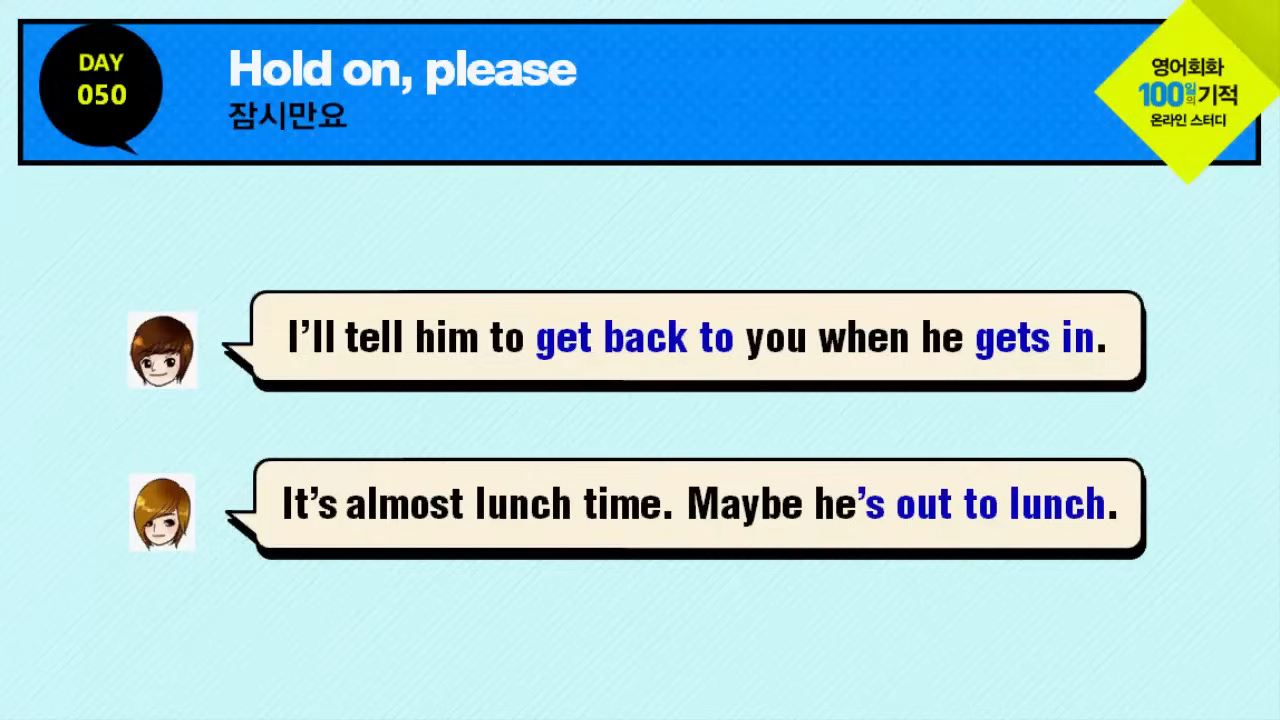 DAY
050
Hold on, please
잠시만요
영어회화
100일의 기적
온라인 스터디
I'll tell him to get back to you when he gets in.
It's almost lunch time. Maybe he's out to lunch.